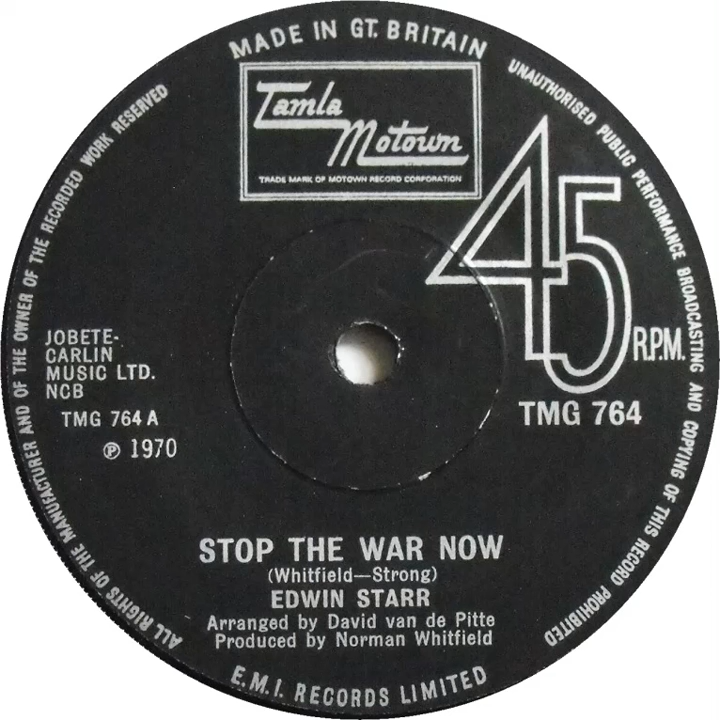 MADE IN GT. BRITAIN
UNAUTHORISED PUBLIC PERFORMANCE BROADCASTING AND COPYING OF THIS RECORD PROHIBITED
ALL RIGHTS OF THE MANUFACTURER AND OF THE OWNER OF THE RECORDED WORK RESERVED
Tamla
Motown
TRADE MARK OF MOTOWN RECORD CORPORATION
45
R.P.M.
JOBETE-
CARLIN
MUSIC LTD.
NCB
TMG 764 A
℗ 1970
TMG 764
STOP THE WAR NOW
(Whitfield—Strong)
EDWIN STARR
Arranged by David van de Pitte
Produced by Norman Whitfield
E.M.I. RECORDS LIMITED